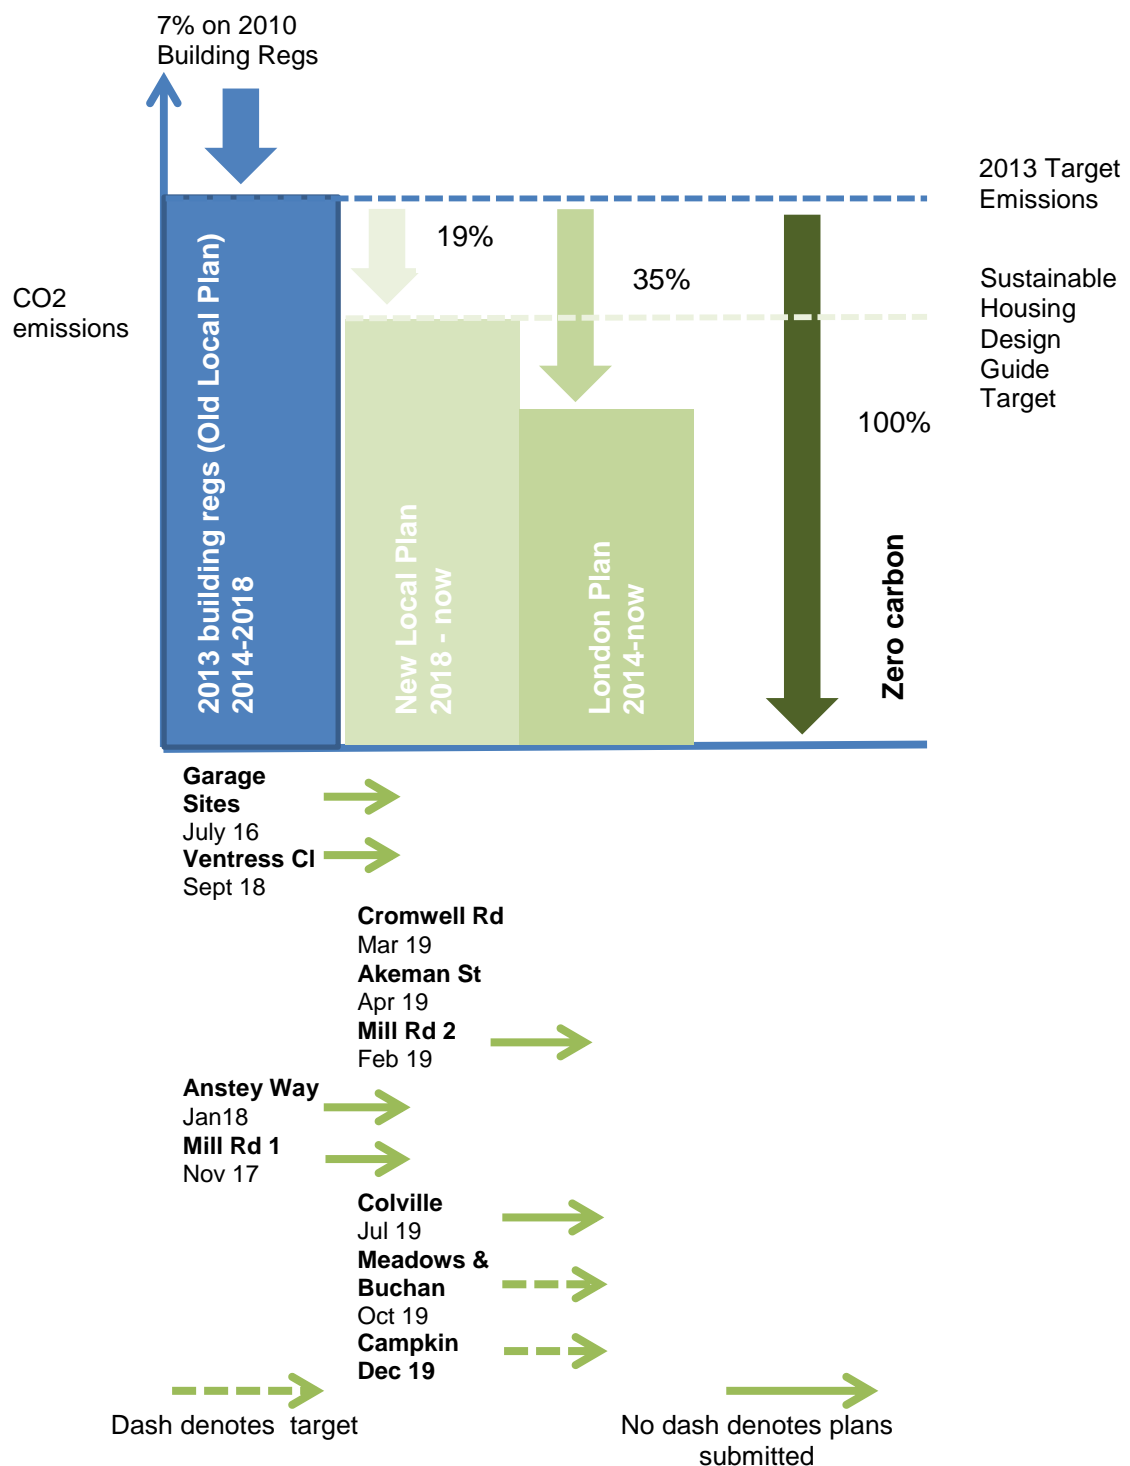 7% on 2010
Building Regs
2013 Target
Emissions
19%
35%
CO2
emissions
Sustainable
Housing
Design
Guide
Target
100%
2013 building regs (Old Local Plan)
2014-2018
New Local Plan
2018 - now
London Plan
2014-now
Zero carbon
Garage
Sites
July 16
Ventress Cl
Sept 18
Cromwell Rd
Mar 19
Akeman St
Apr 19
Mill Rd 2
Feb 19
Anstey Way
Jan18
Mill Rd 1
Nov 17
Colville
Jul 19
Meadows &
Buchan
Oct 19
Campkin
Dec 19
Dash denotes target
No dash denotes plans
submitted